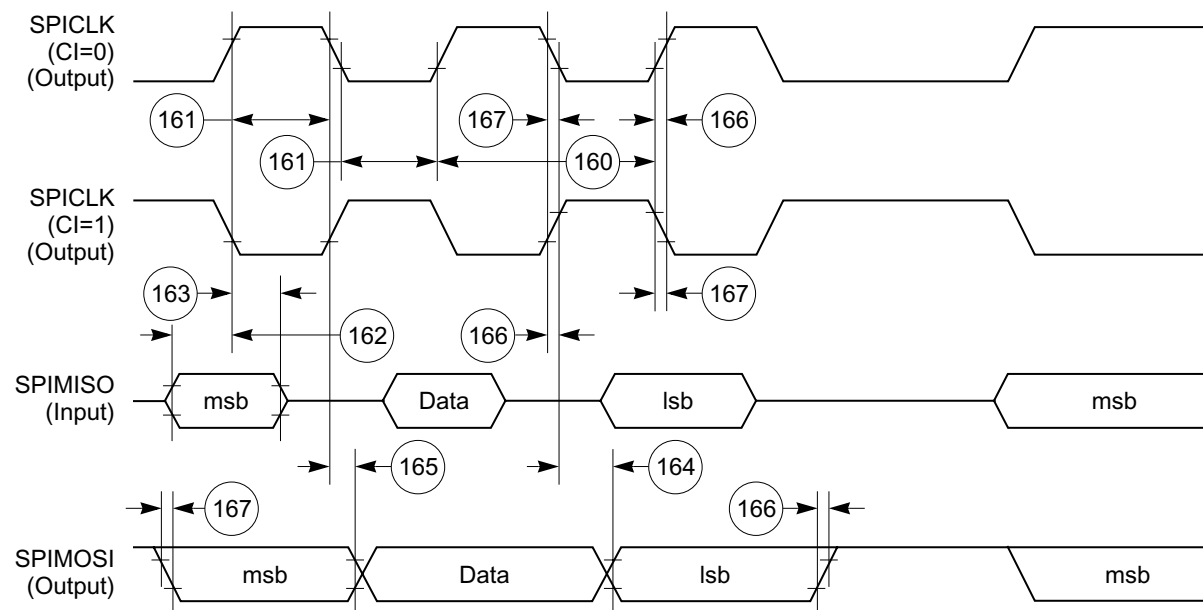 SPICLK
(CI=0)
(Output)
161
167
166
161
160
SPICLK
(CI=1)
(Output)
163
167
162
166
SPIMISO
(Input)
msb
Data
lsb
msb
165
164
167
166
SPIMOSI
(Output)
msb
Data
lsb
msb